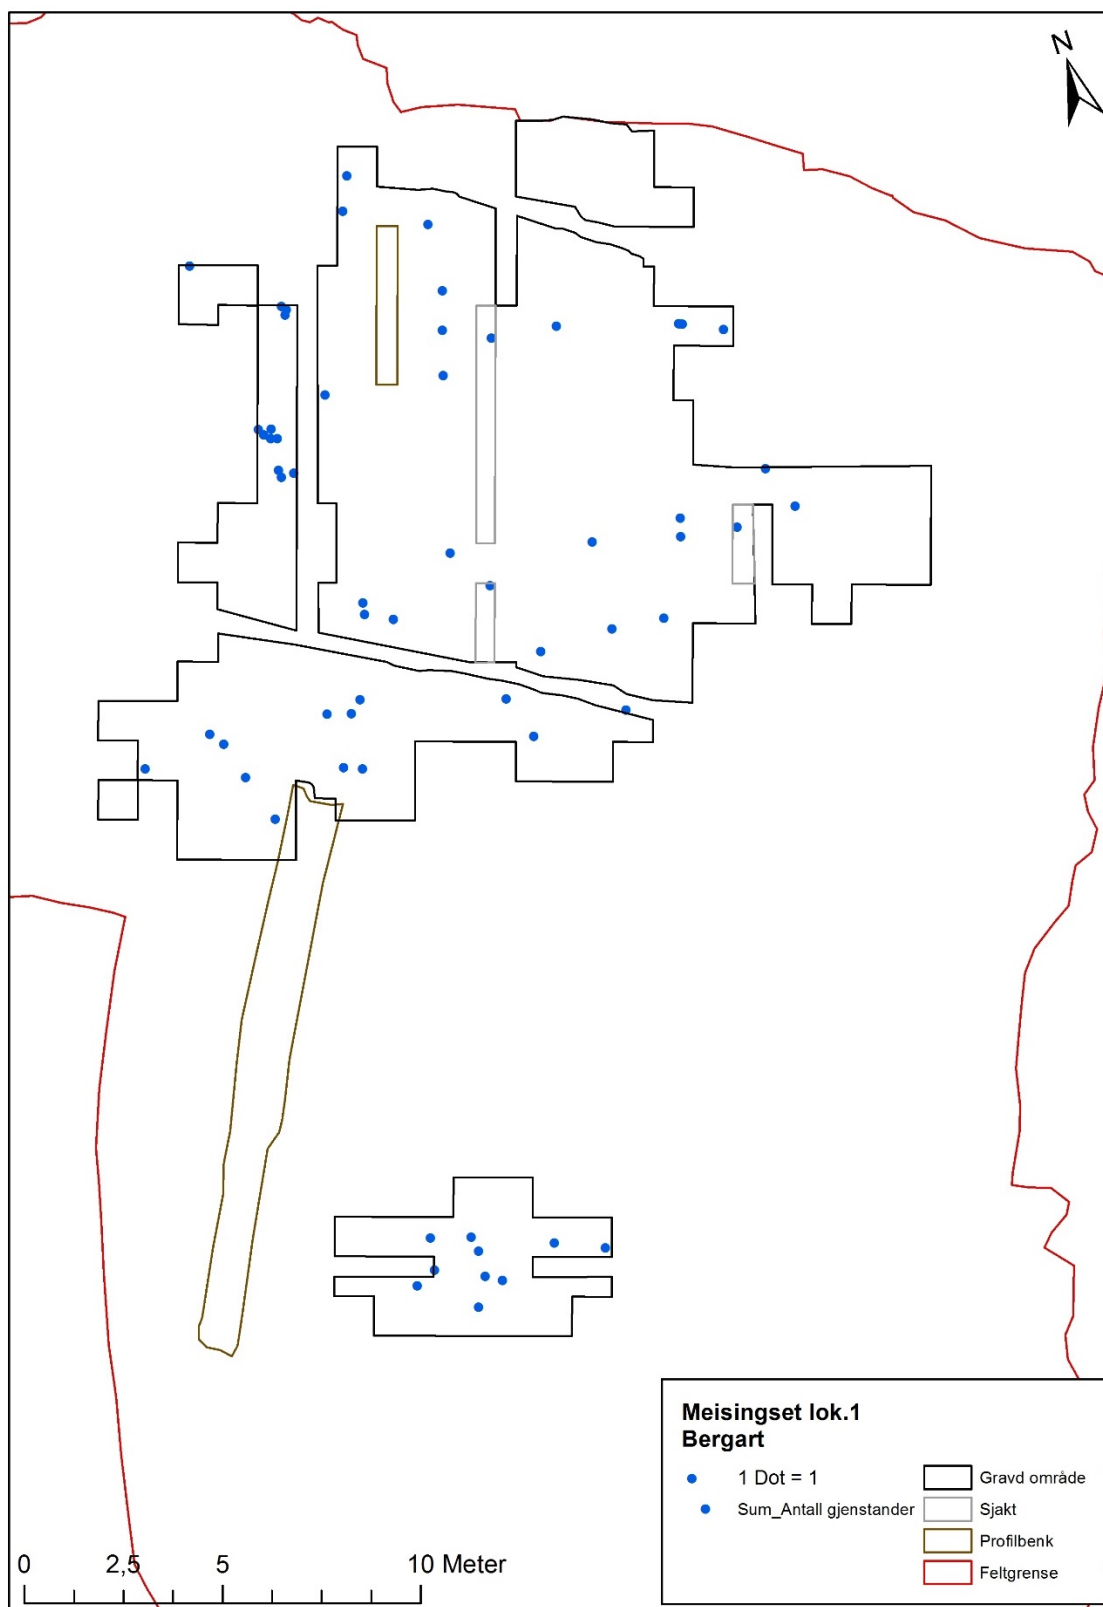 N
Meisingset lok.1
Bergart
1 Dot = 1
Sum_Antall gjenstander
Gravd område
Sjakt
Profilbenk
Feltgrense
0 2,5 5 10 Meter